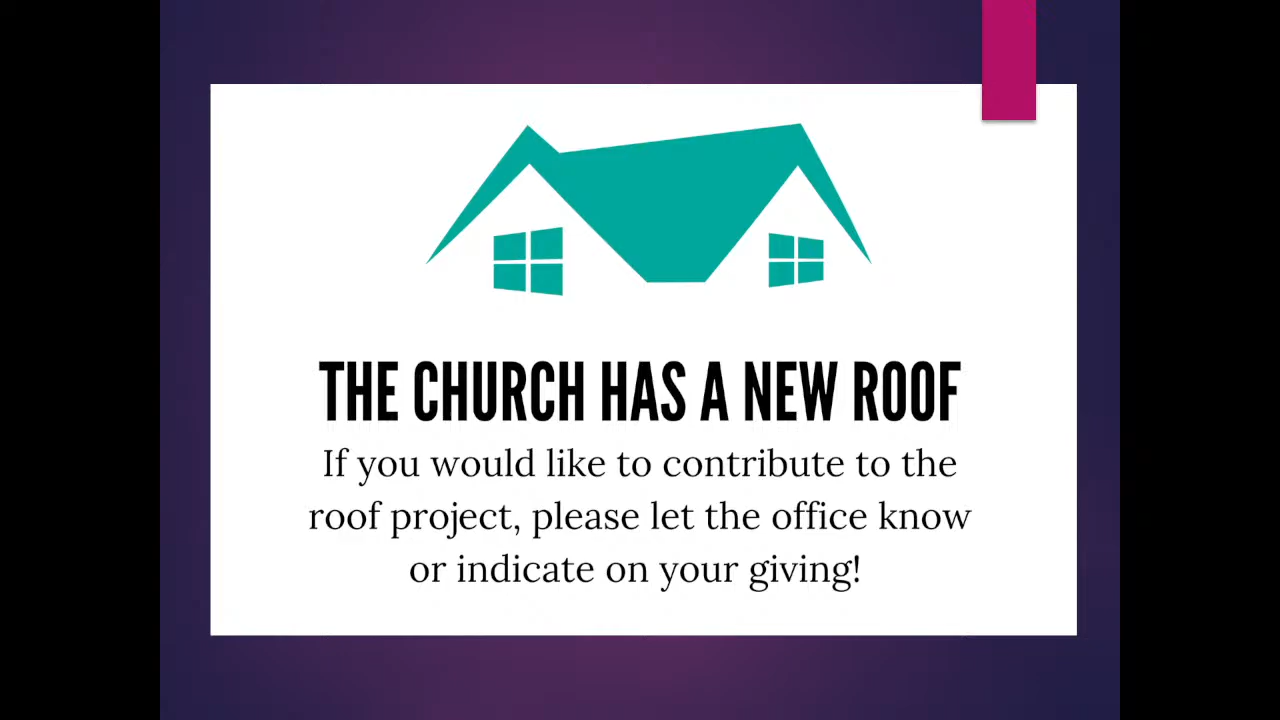 THE CHURCH HAS A NEW ROOF
If you would like to contribute to the
roof project, please let the office know
or indicate on your giving!